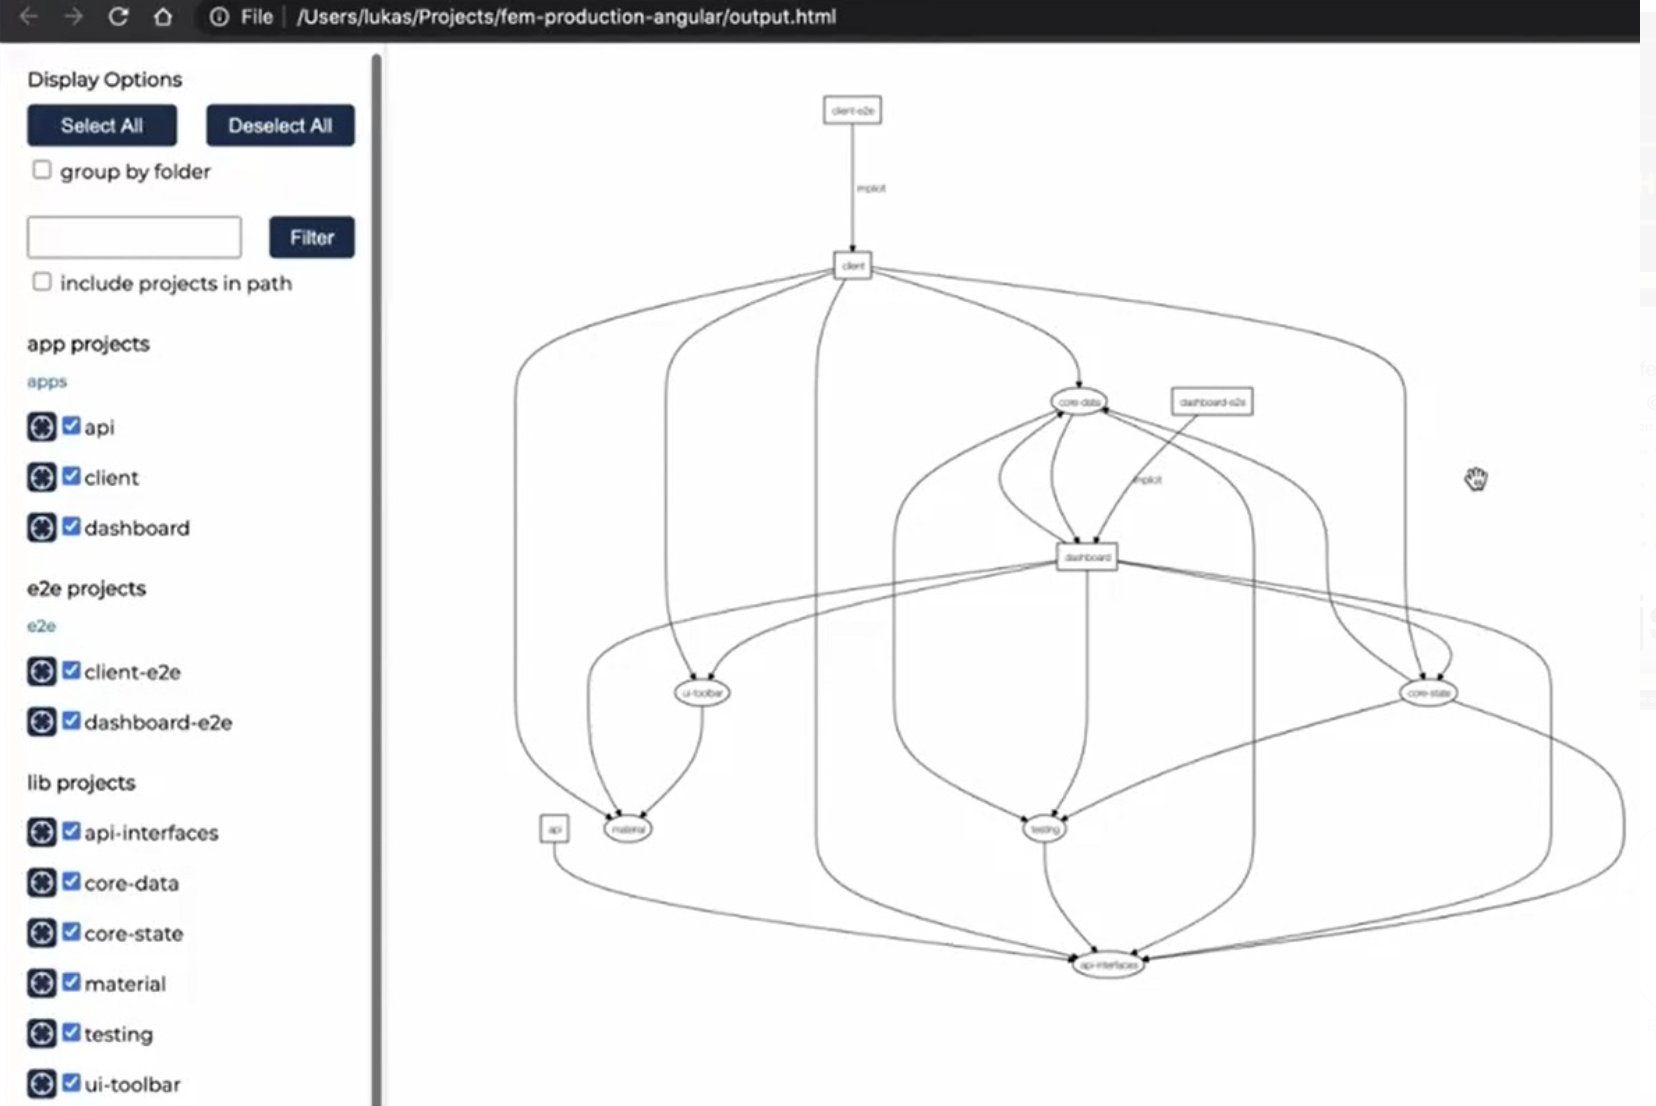 File /Users/lukas/Projects/fem-production-angular/output.html
Display Options
Select All
Deselect All
group by folder
Filter
include projects in path
app projects
apps
api
client
dashboard
e2e projects
e2e
client-e2e
dashboard-e2e
lib projects
api-interfaces
core-data
core-state
material
testing
ui-toolbar
client-e2e
implicit
client
core-data
dashboard-e2e
implicit
dashboard
ui-toolbar
core-state
api
material
testing
api-interfaces